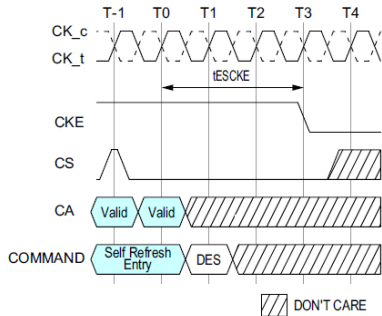 T-1 T0 T1 T2 T3 T4
CK_c
CK_t
tESCKE
CKE
CS
CA Valid Valid
COMMAND Self Refresh Entry DES
DON'T CARE